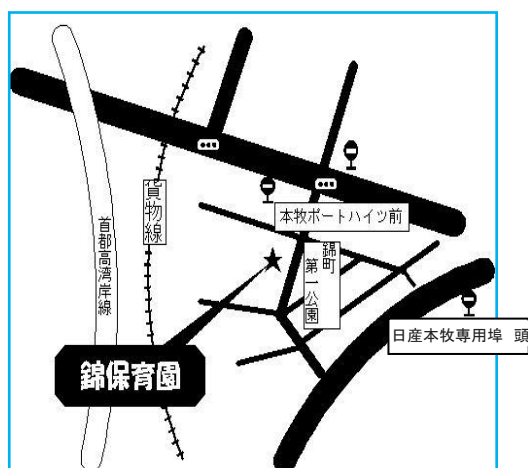 貨物線
首都高湾岸線
本牧ポートハイツ前
錦町
第一公園
日産本牧専用埠 頭
錦保育園